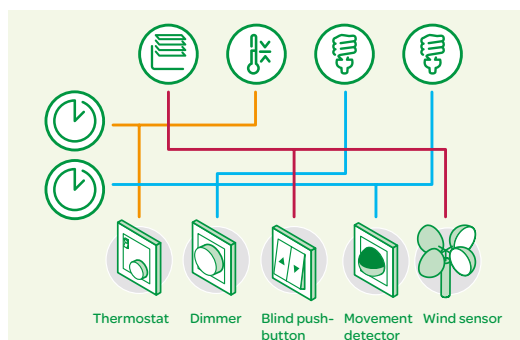 Thermostat
Dimmer
Blind push-
button
Movement
detector
Wind sensor